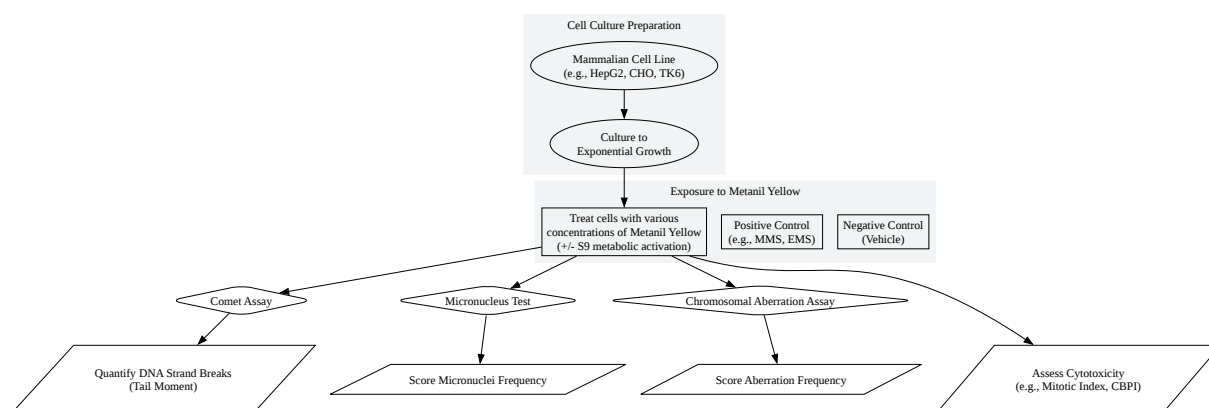 Cell Culture Preparation
Mammalian Cell Line
(e.g., HepG2, CHO, TK6)
Culture to
Exponential Growth
Exposure to Metanil Yellow
Treat cells with various
concentrations of Metanil Yellow
(+/- S9 metabolic activation)
Positive Control
(e.g., MMS, EMS)
Negative Control
(Vehicle)
Comet Assay
Micronucleus Test
Chromosomal Aberration Assay
Quantify DNA Strand Breaks
(Tail Moment)
Score Micronuclei Frequency
Score Aberration Frequency
Assess Cytotoxicity
(e.g., Mitotic Index, CBPI)